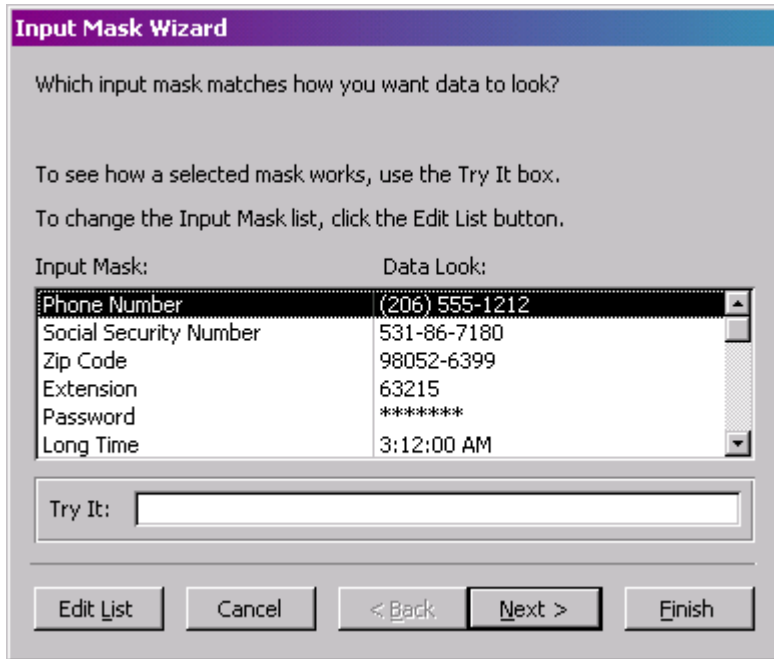 Input Mask Wizard
Which input mask matches how you want data to look?
To see how a selected mask works, use the Try It box.
To change the Input Mask list, click the Edit List button.
Input Mask: Data Look:
Phone Number (206) 555-1212
Social Security Number 531-86-7180
Zip Code 98052-6399
Extension 63215
Password *******
Long Time 3:12:00 AM
Try It:
Edit List Cancel < Back Next > Finish